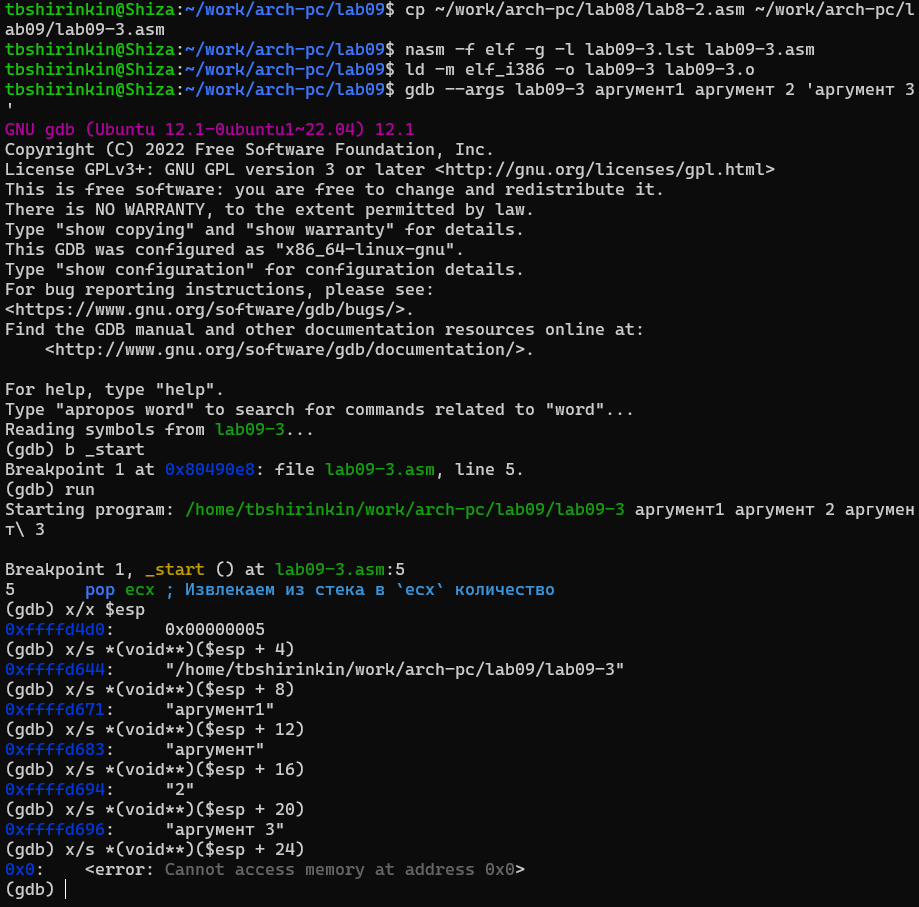 tbshirinkin@Shiza:~/work/arch-pc/lab09$ cp ~/work/arch-pc/lab08/lab8-2.asm ~/work/arch-pc/l
ab09/lab09-3.asm
tbshirinkin@Shiza:~/work/arch-pc/lab09$ nasm -f elf -g -l lab09-3.lst lab09-3.asm
tbshirinkin@Shiza:~/work/arch-pc/lab09$ ld -m elf_i386 -o lab09-3 lab09-3.o
tbshirinkin@Shiza:~/work/arch-pc/lab09$ gdb --args lab09-3 аргумент1 аргумент 2 'аргумент 3
'
GNU gdb (Ubuntu 12.1-0ubuntu1~22.04) 12.1
Copyright (C) 2022 Free Software Foundation, Inc.
License GPLv3+: GNU GPL version 3 or later <http://gnu.org/licenses/gpl.html>
This is free software: you are free to change and redistribute it.
There is NO WARRANTY, to the extent permitted by law.
Type "show copying" and "show warranty" for details.
This GDB was configured as "x86_64-linux-gnu".
Type "show configuration" for configuration details.
For bug reporting instructions, please see:
<https://www.gnu.org/software/gdb/bugs/>.
Find the GDB manual and other documentation resources online at:
    <http://www.gnu.org/software/gdb/documentation/>.

For help, type "help".
Type "apropos word" to search for commands related to "word"...
Reading symbols from lab09-3...
(gdb) b _start
Breakpoint 1 at 0x80490e8: file lab09-3.asm, line 5.
(gdb) run
Starting program: /home/tbshirinkin/work/arch-pc/lab09/lab09-3 аргумент1 аргумент 2 аргумен
т\ 3

Breakpoint 1, _start () at lab09-3.asm:5
5       pop ecx ; Извлекаем из стека в `ecx` количество
(gdb) x/x $esp
0xffffd4d0:     0x00000005
(gdb) x/s *(void**)($esp + 4)
0xffffd644:     "/home/tbshirinkin/work/arch-pc/lab09/lab09-3"
(gdb) x/s *(void**)($esp + 8)
0xffffd671:     "аргумент1"
(gdb) x/s *(void**)($esp + 12)
0xffffd683:     "аргумент"
(gdb) x/s *(void**)($esp + 16)
0xffffd694:     "2"
(gdb) x/s *(void**)($esp + 20)
0xffffd696:     "аргумент 3"
(gdb) x/s *(void**)($esp + 24)
0x0:    <error: Cannot access memory at address 0x0>
(gdb)